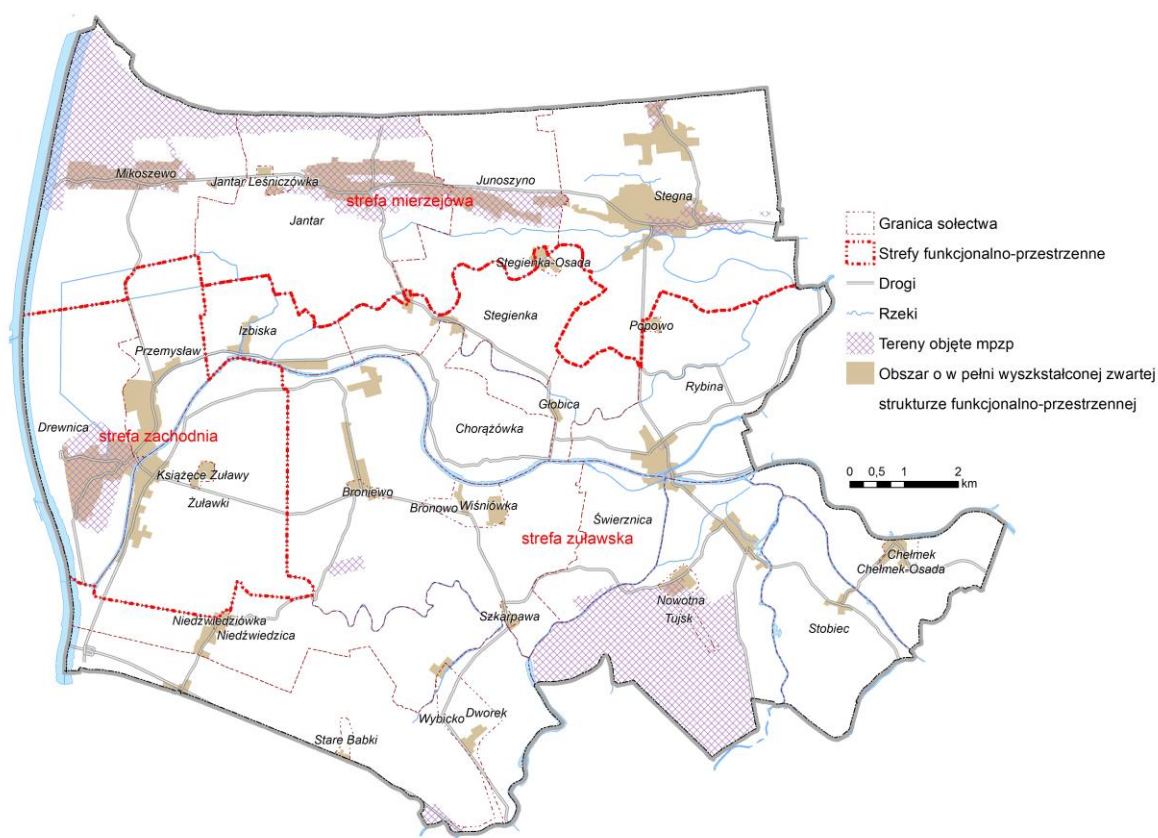 Mikoszewo
Jantar Leśniczówka
Junoszyno
Stegna
strefa mierzejowa
Jantar
Stegienka-Osada
Stegienka
Popowo
Izbiska
Przemysław
Rybina
Głobica
Drewnica
strefa zachodnia
Chorążówka
Książęce Żuławy
Żuławki
Broniewo
Bronowo
Wiśniówka
Świerznica
strefa zuławska
Chełmek
Chełmek-Osada
Nowotna
Tujsk
Szkarpawa
Niedźwiedziówka
Niedźwiedzica
Stobiec
Wybicko
Dworek
Stare Babki
Granica sołectwa
Strefy funkcjonalno-przestrzenne
Drogi
Rzeki
Tereny objęte mpzp
Obszar o w pełni wyszkstałconej zwartej
strukturze funkcjonalno-przestrzennej
0 0,5 1 2
km